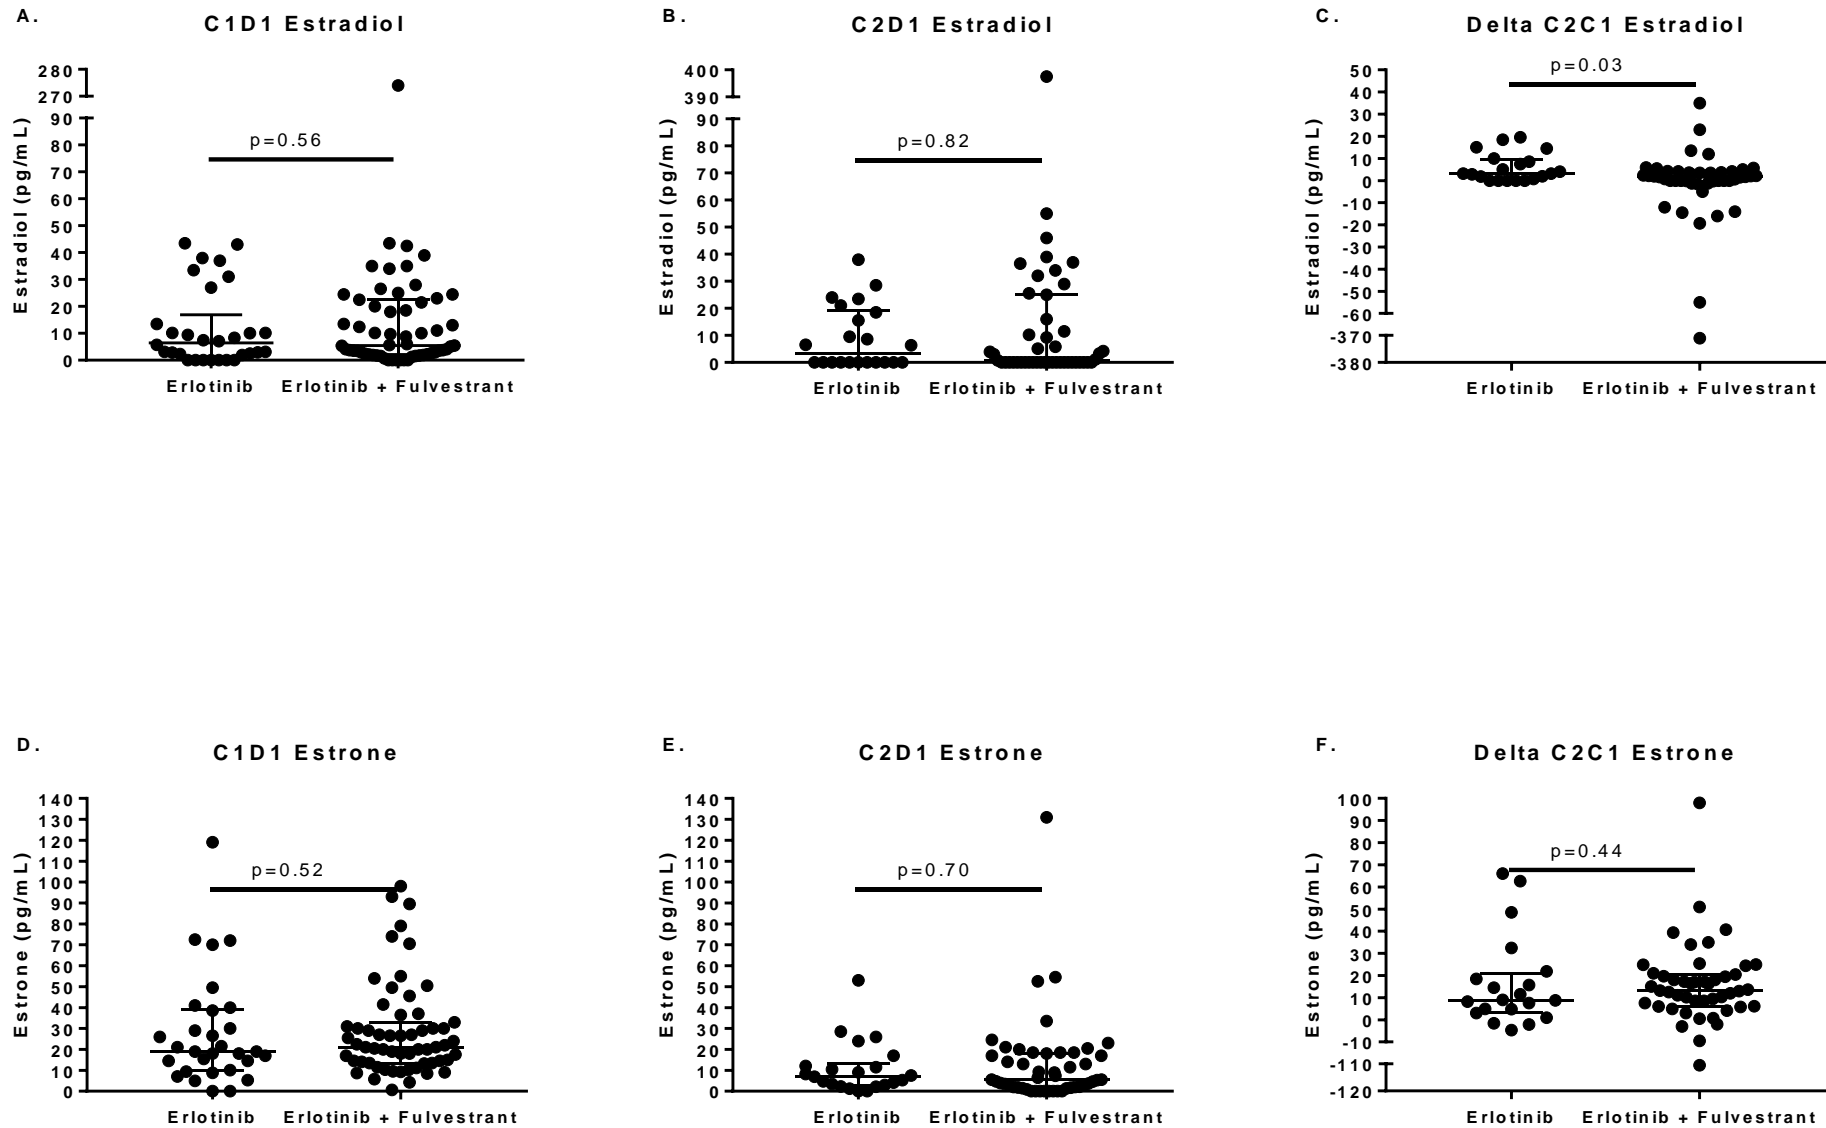 A.
C1D1 Estradiol
280
270
90
80
70
60
50
40
30
20
10
0
Estradiol (pg/mL)
p=0.56
Erlotinib
Erlotinib + Fulvestrant
B.
C2D1 Estradiol
400
390
90
80
70
60
50
40
30
20
10
0
Estradiol (pg/mL)
p=0.82
Erlotinib
Erlotinib + Fulvestrant
C.
Delta C2C1 Estradiol
50
40
30
20
10
0
-10
-20
-30
-40
-50
-60
-370
-380
Estradiol (pg/mL)
p=0.03
Erlotinib
Erlotinib + Fulvestrant
D.
C1D1 Estrone
140
130
120
110
100
90
80
70
60
50
40
30
20
10
0
Estrone (pg/mL)
p=0.52
Erlotinib
Erlotinib + Fulvestrant
E.
C2D1 Estrone
140
130
120
110
100
90
80
70
60
50
40
30
20
10
0
Estrone (pg/mL)
p=0.70
Erlotinib
Erlotinib + Fulvestrant
F.
Delta C2C1 Estrone
100
90
80
70
60
50
40
30
20
10
0
-10
-110
-120
Estrone (pg/mL)
p=0.44
Erlotinib
Erlotinib + Fulvestrant